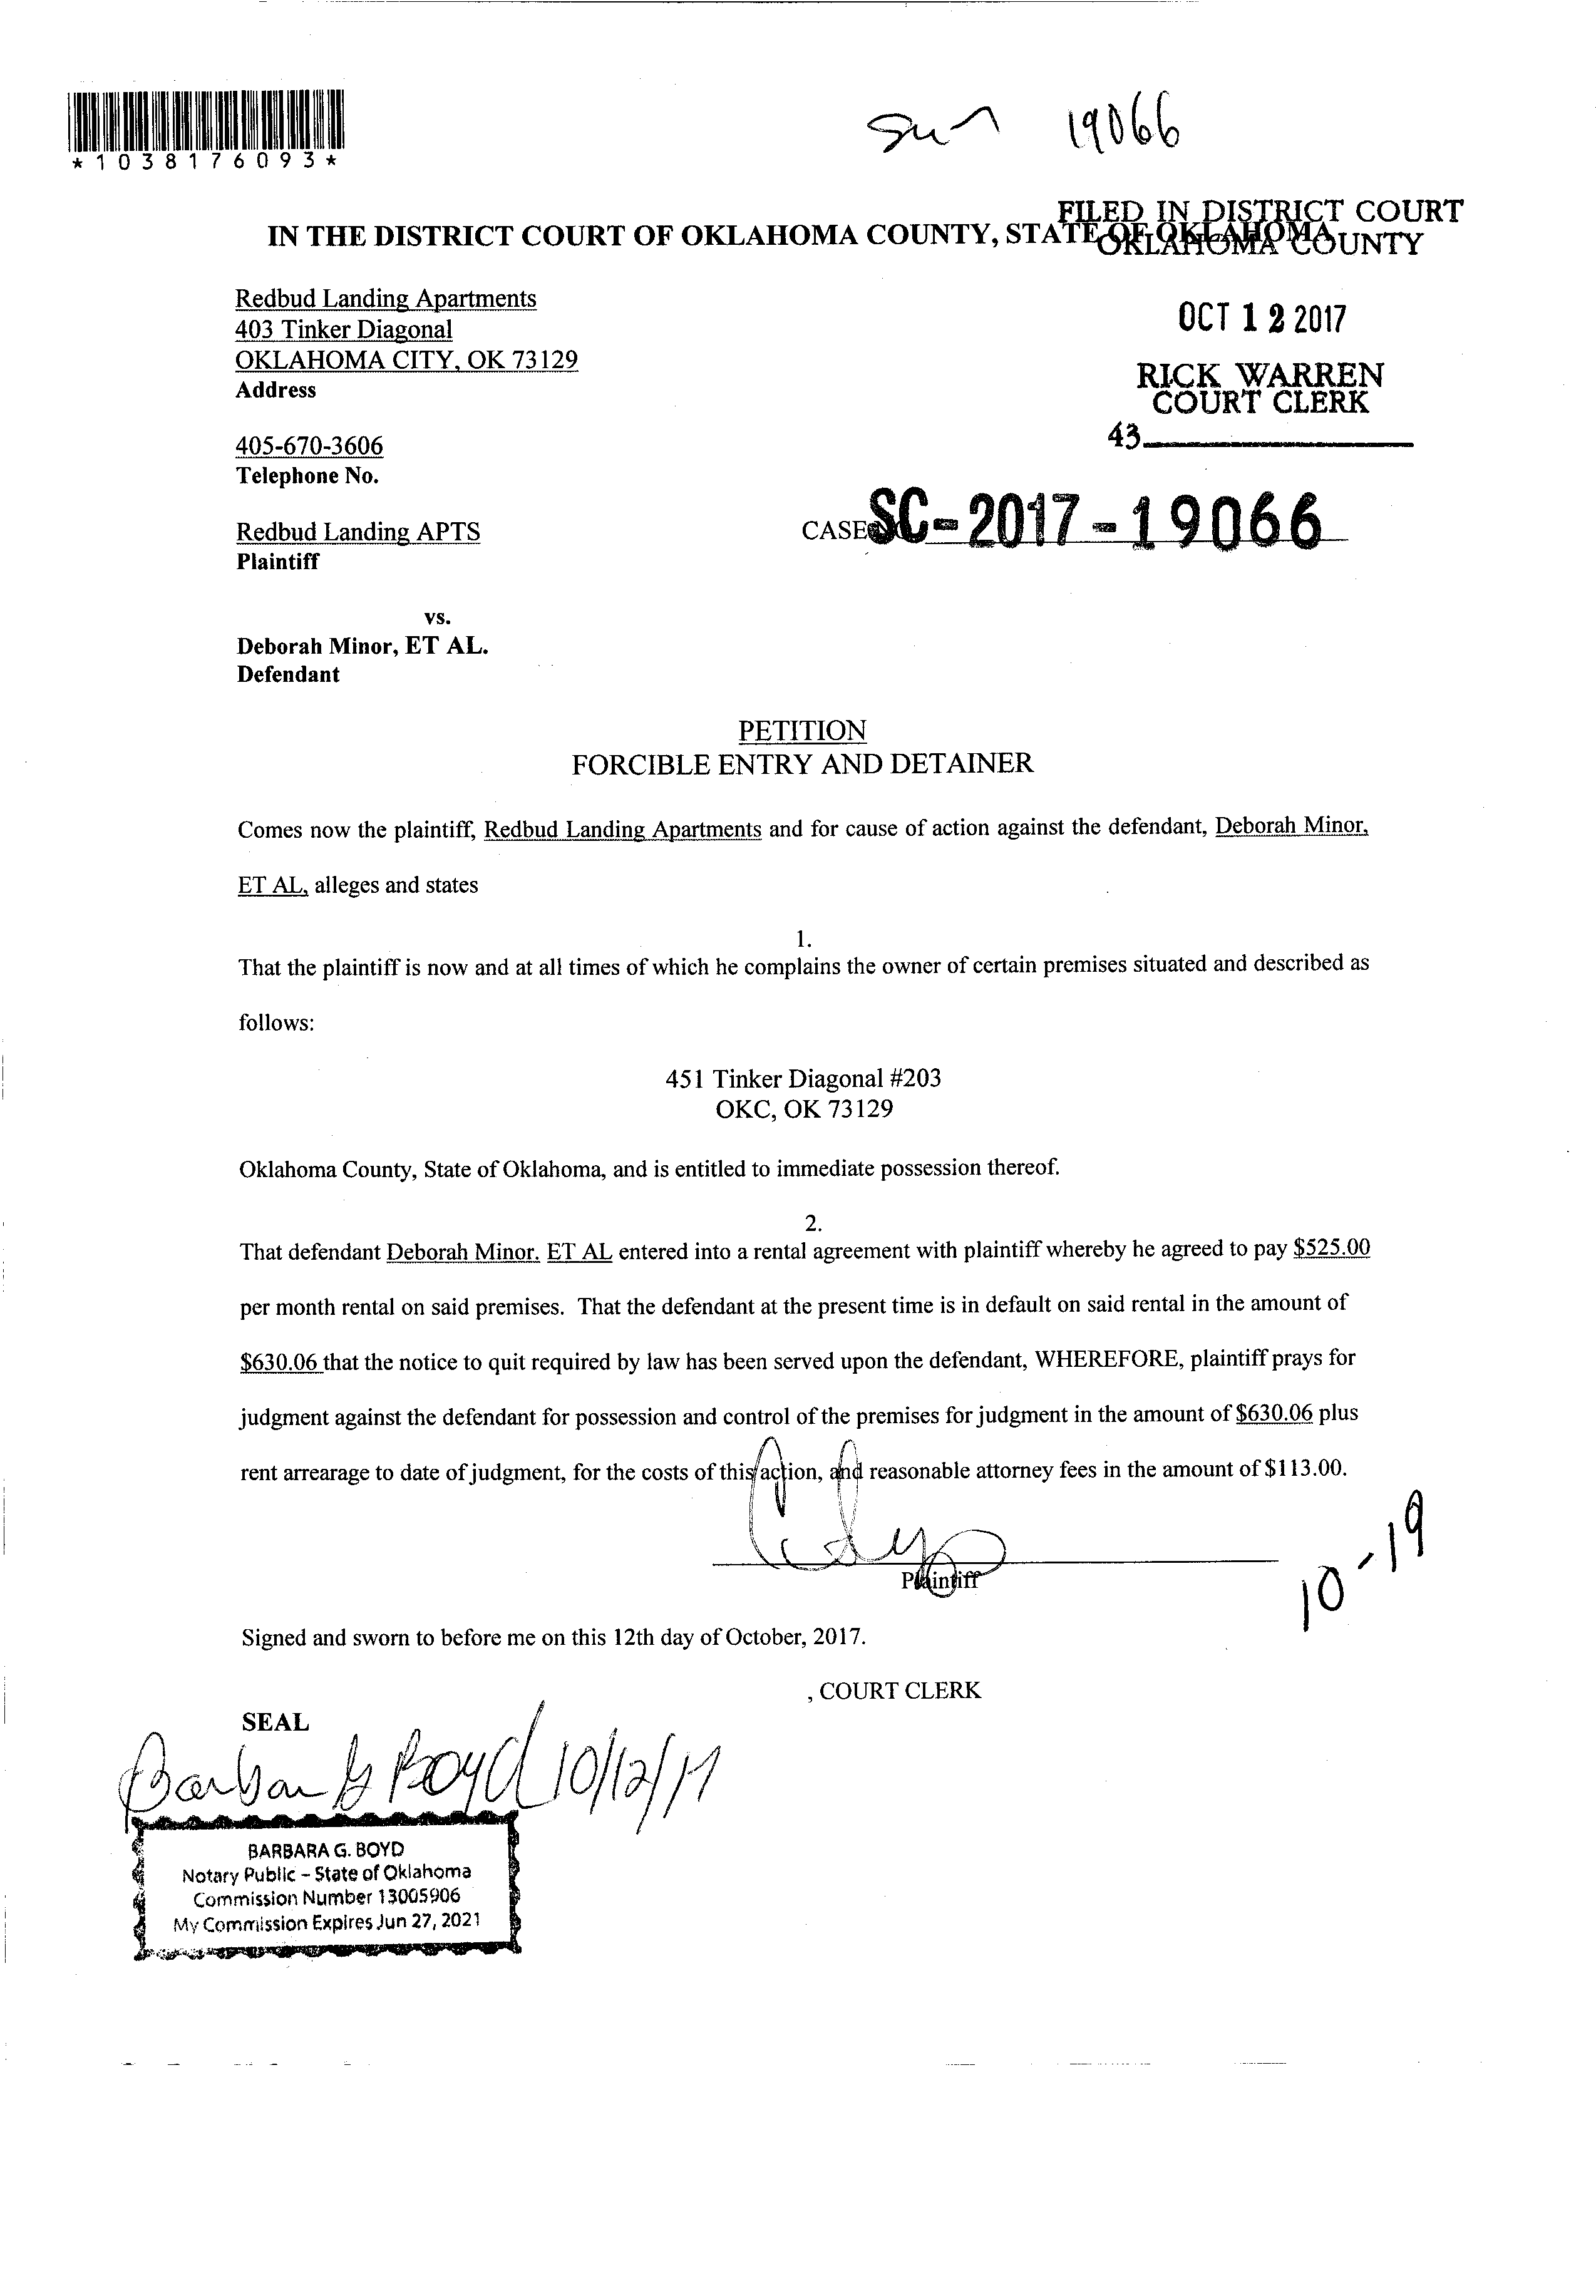 *1038176093*
19066
FILED IN DISTRICT COURT
OKLAHOMA COUNTY
IN THE DISTRICT COURT OF OKLAHOMA COUNTY, STATE OF OKLAHOMA
Redbud Landing Apartments
403 Tinker Diagonal
OKLAHOMA CITY, OK 73129
Address
OCT 12 2017
RICK WARREN
COURT CLERK
43
405-670-3606
Telephone No.
Redbud Landing APTS
Plaintiff
CASE SC-2017-19066
vs.
Deborah Minor, ET AL.
Defendant
PETITION
FORCIBLE ENTRY AND DETAINER
Comes now the plaintiff, Redbud Landing Apartments and for cause of action against the defendant, Deborah Minor,
ET AL, alleges and states
1.
That the plaintiff is now and at all times of which he complains the owner of certain premises situated and described as
follows:
451 Tinker Diagonal #203
OKC, OK 73129
Oklahoma County, State of Oklahoma, and is entitled to immediate possession thereof.
2.
That defendant Deborah Minor. ET AL entered into a rental agreement with plaintiff whereby he agreed to pay $525.00
per month rental on said premises. That the defendant at the present time is in default on said rental in the amount of
$630.06 that the notice to quit required by law has been served upon the defendant, WHEREFORE, plaintiff prays for
judgment against the defendant for possession and control of the premises for judgment in the amount of $630.06 plus
rent arrearage to date of judgment, for the costs of this action, and reasonable attorney fees in the amount of $113.00.
Plaintiff
10-19
Signed and sworn to before me on this 12th day of October, 2017.
, COURT CLERK
SEAL
Barbara G Boyd 10/12/17
BARBARA G. BOYD
Notary Public – State of Oklahoma
Commission Number 13005906
My Commission Expires Jun 27, 2021